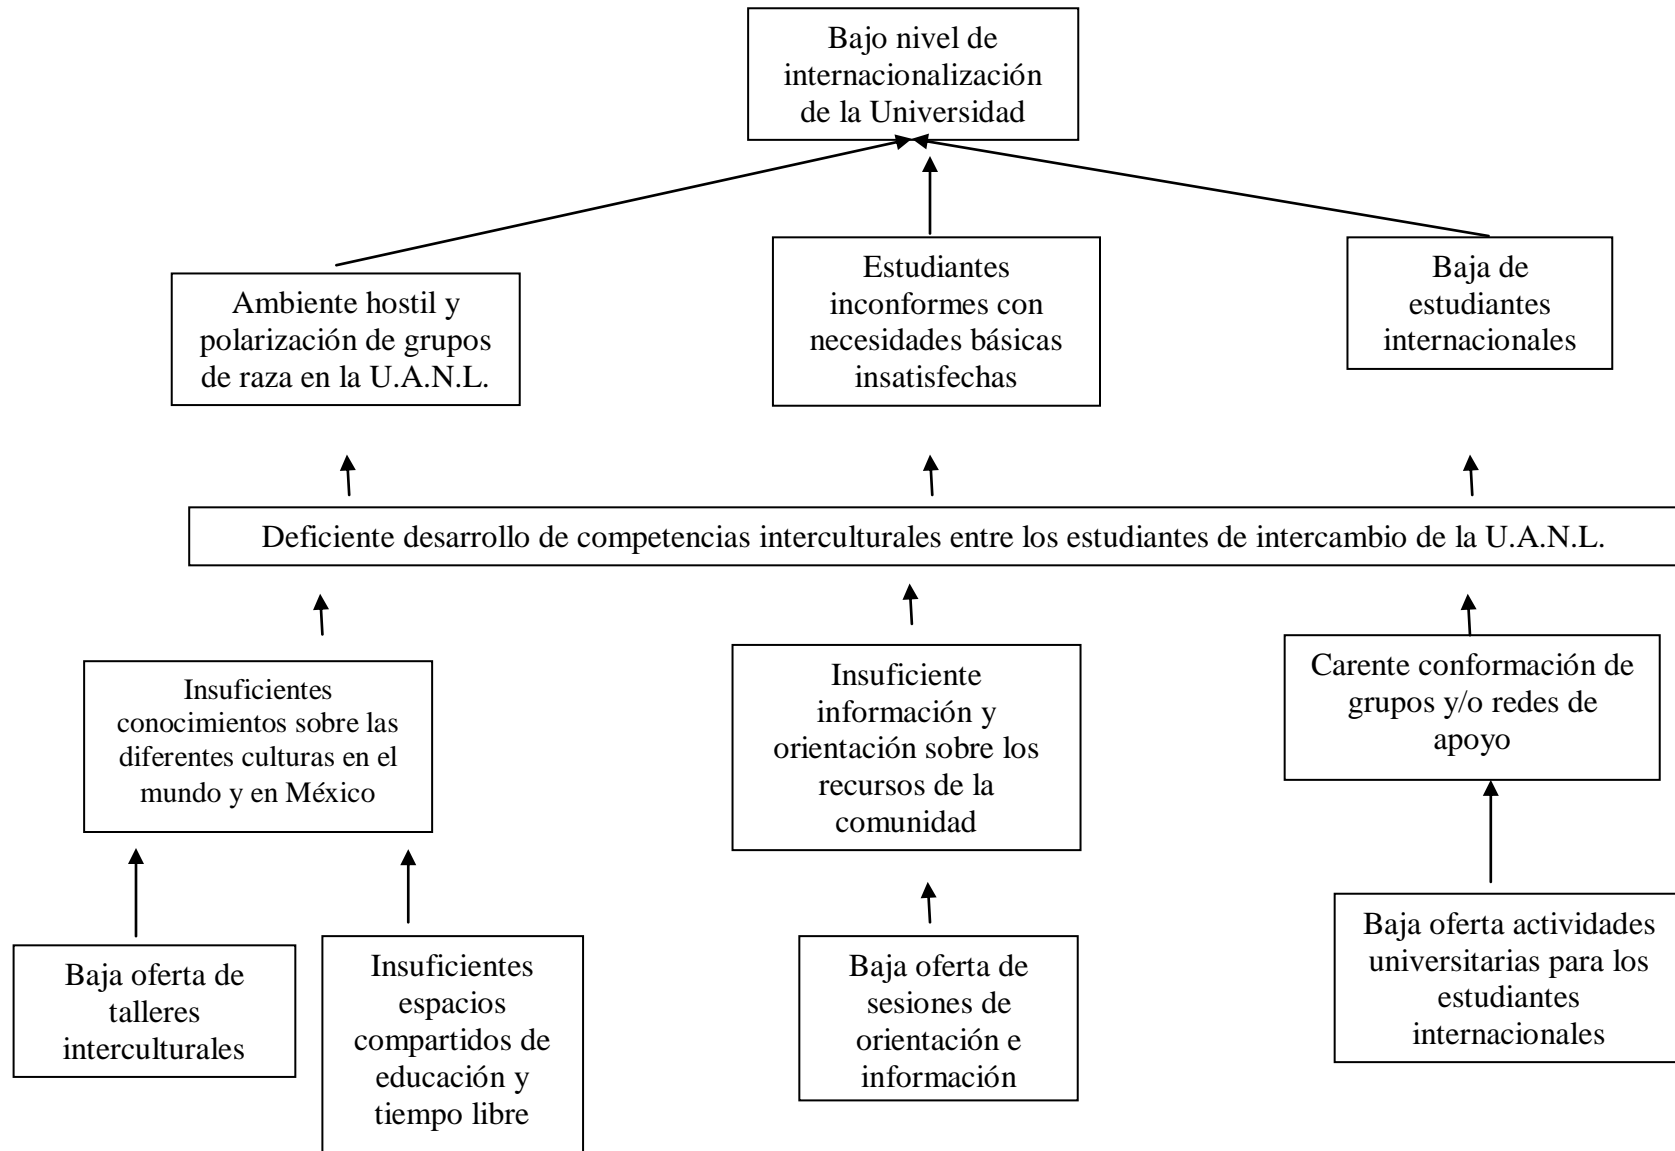 Bajo nivel de
internacionalización
de la Universidad
Ambiente hostil y
polarización de grupos
de raza en la U.A.N.L.
Estudiantes
inconformes con
necesidades básicas
insatisfechas
Baja de
estudiantes
internacionales
Deficiente desarrollo de competencias interculturales entre los estudiantes de intercambio de la U.A.N.L.
Insuficientes
conocimientos sobre las
diferentes culturas en el
mundo y en México
Insuficiente
información y
orientación sobre los
recursos de la
comunidad
Carente conformación de
grupos y/o redes de
apoyo
Baja oferta de
talleres
interculturales
Insuficientes
espacios
compartidos de
educación y
tiempo libre
Baja oferta de
sesiones de
orientación e
información
Baja oferta actividades
universitarias para los
estudiantes
internacionales